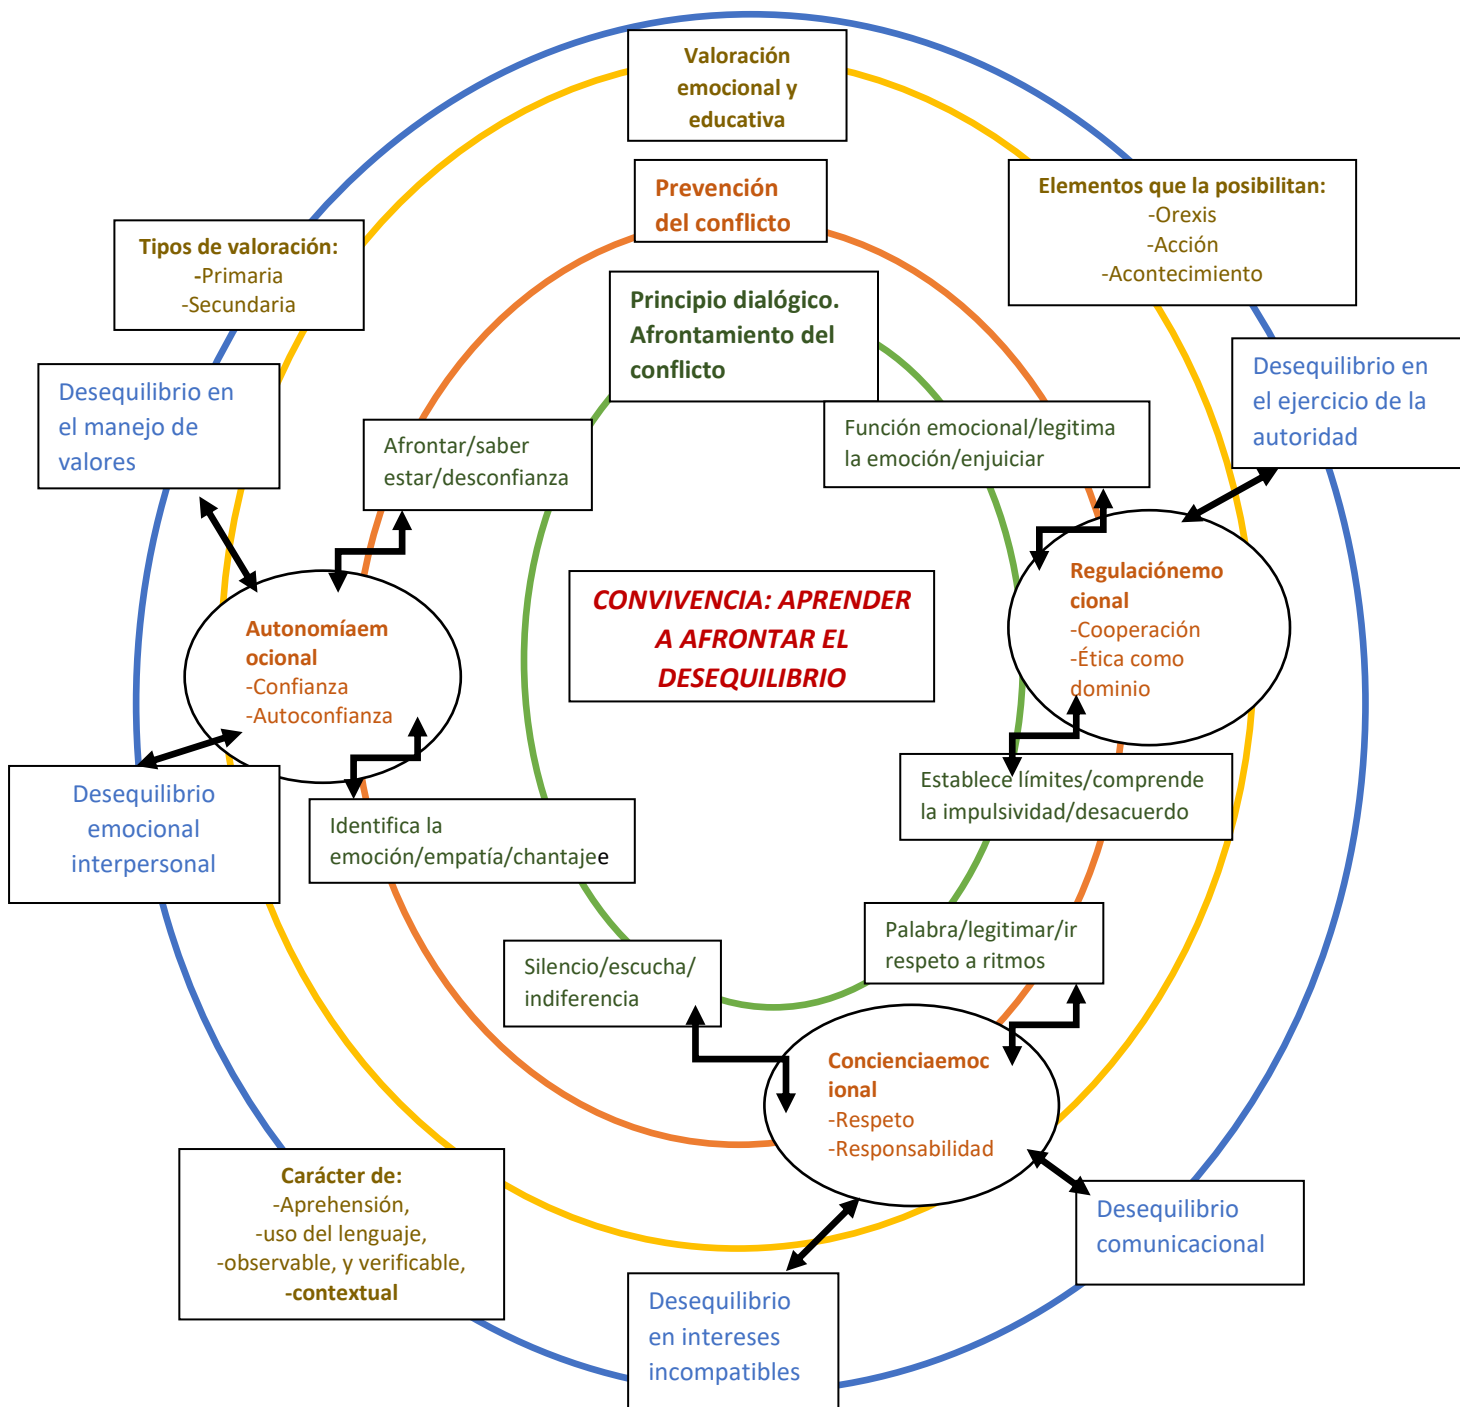 Valoración
emocional y
educativa
Prevención
del conflicto
Elementos que la posibilitan:
-Orexis
-Acción
-Acontecimiento
Tipos de valoración:
-Primaria
-Secundaria
Principio dialógico.
Afrontamiento del
conflicto
Desequilibrio en
el manejo de
valores
Desequilibrio en
el ejercicio de la
autoridad
Afrontar/saber
estar/desconfianza
Función emocional/legitima
la emoción/enjuiciar
CONVIVENCIA: APRENDER
A AFRONTAR EL
DESEQUILIBRIO
Regulaciónemo
cional
-Cooperación
-Ética como
dominio
Autonomíaem
ocional
-Confianza
-Autoconfianza
Desequilibrio
emocional
interpersonal
Establece límites/comprende
la impulsividad/desacuerdo
Identifica la
emoción/empatía/chantajee
Palabra/legitimar/ir
respeto a ritmos
Silencio/escucha/
indiferencia
Concienciaemoc
ional
-Respeto
-Responsabilidad
Carácter de:
-Aprehensión,
-uso del lenguaje,
-observable, y verificable,
-contextual
Desequilibrio
comunicacional
Desequilibrio
en intereses
incompatibles